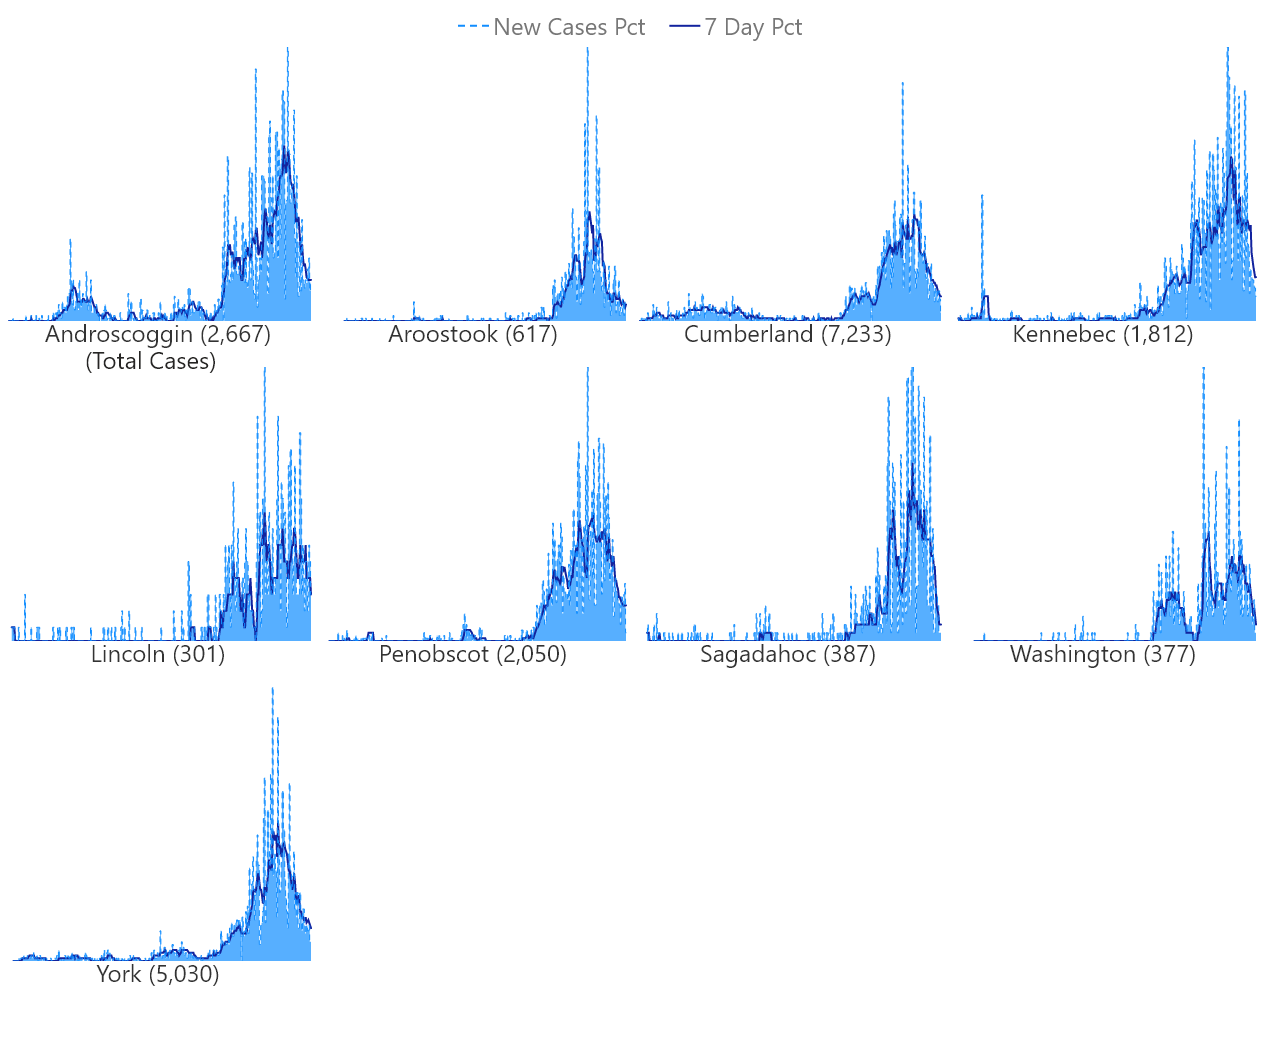 New Cases Pct 7 Day Pct
Androscoggin (2,667)
(Total Cases)
Aroostook (617)
Cumberland (7,233)
Kennebec (1,812)
Lincoln (301)
Penobscot (2,050)
Sagadahoc (387)
Washington (377)
York (5,030)